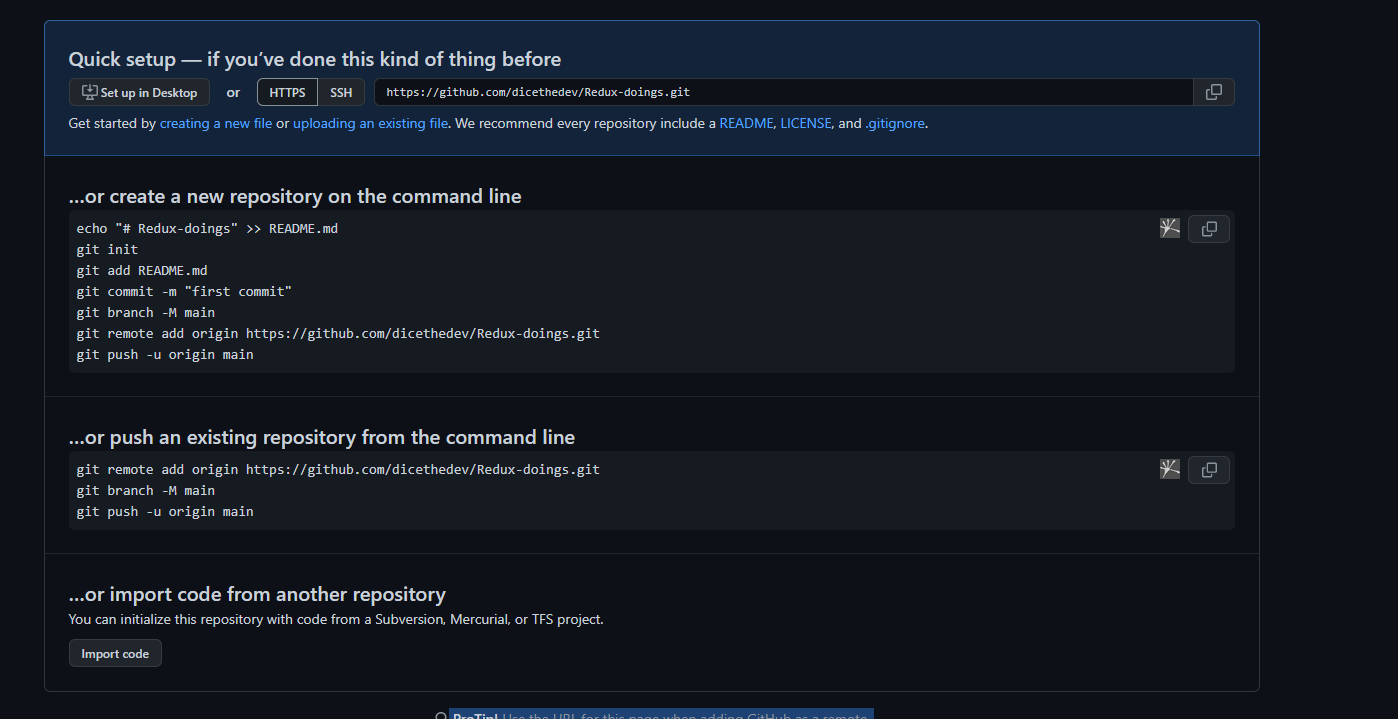 Quick setup — if you’ve done this kind of thing before
Set up in Desktop or HTTPS SSH https://github.com/dicethedev/Redux-doings.git
Get started by creating a new file or uploading an existing file. We recommend every repository include a README, LICENSE, and .gitignore.
…or create a new repository on the command line
echo "# Redux-doings" >> README.md
git init
git add README.md
git commit -m "first commit"
git branch -M main
git remote add origin https://github.com/dicethedev/Redux-doings.git
git push -u origin main
…or push an existing repository from the command line
git remote add origin https://github.com/dicethedev/Redux-doings.git
git branch -M main
git push -u origin main
…or import code from another repository
You can initialize this repository with code from a Subversion, Mercurial, or TFS project.
Import code
ProTip! Use the URL for this page when adding GitHub as a remote.